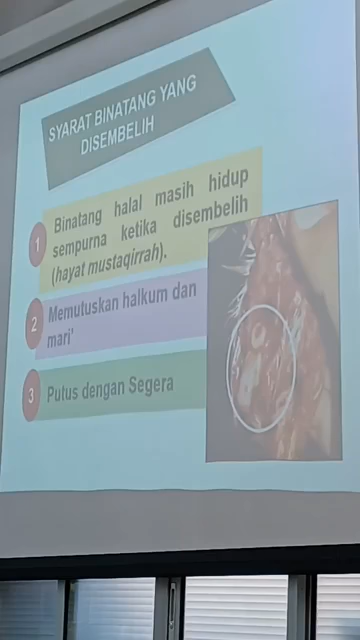 SYARAT BINATANG YANG
DISEMBELIH
1
Binatang halal masih hidup
sempurna ketika disembelih
(hayat mustaqirrah).
2
Memutuskan halkum dan
mari'
3
Putus dengan Segera